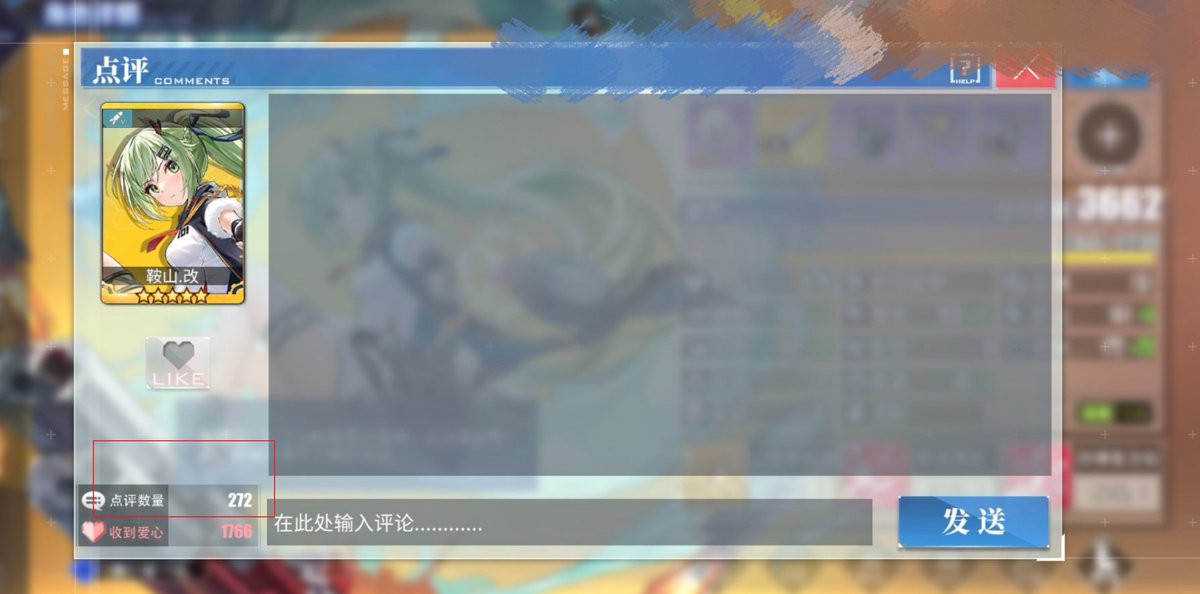 点评 COMMENTS
? HELP
MESSAGE
鞍山.改
LIKE
3662
点评数量 272
收到爱心 1766
在此处输入评论............
发送